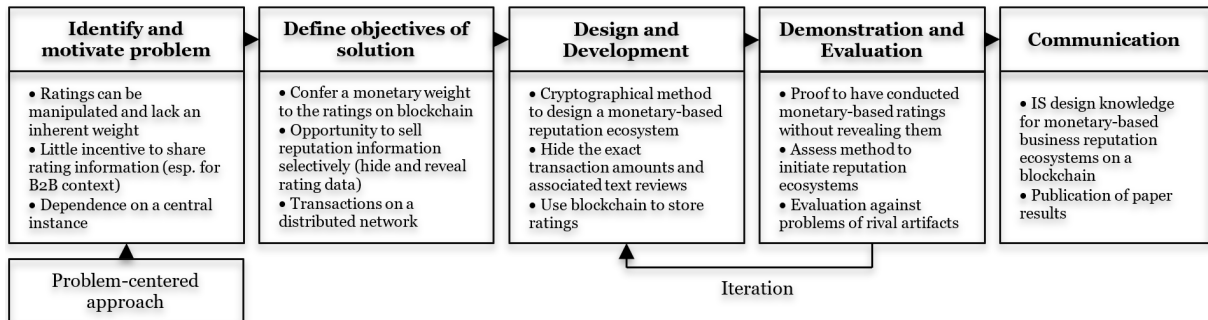 Identify and
motivate problem
• Ratings can be
manipulated and lack an
inherent weight
• Little incentive to share
rating information (esp. for
B2B context)
• Dependence on a central
instance
Problem-centered
approach
Define objectives of
solution
• Confer a monetary weight
to the ratings on blockchain
• Opportunity to sell
reputation information
selectively (hide and reveal
rating data)
• Transactions on a
distributed network
Design and
Development
• Cryptographical method
to design a monetary-based
reputation ecosystem
• Hide the exact
transaction amounts and
associated text reviews
• Use blockchain to store
ratings
Demonstration and
Evaluation
• Proof to have conducted
monetary-based ratings
without revealing them
• Assess method to
initiate reputation
ecosystems
• Evaluation against
problems of rival artifacts
Iteration
Communication
• IS design knowledge
for monetary-based
business reputation
ecosystems on a
blockchain
• Publication of paper
results